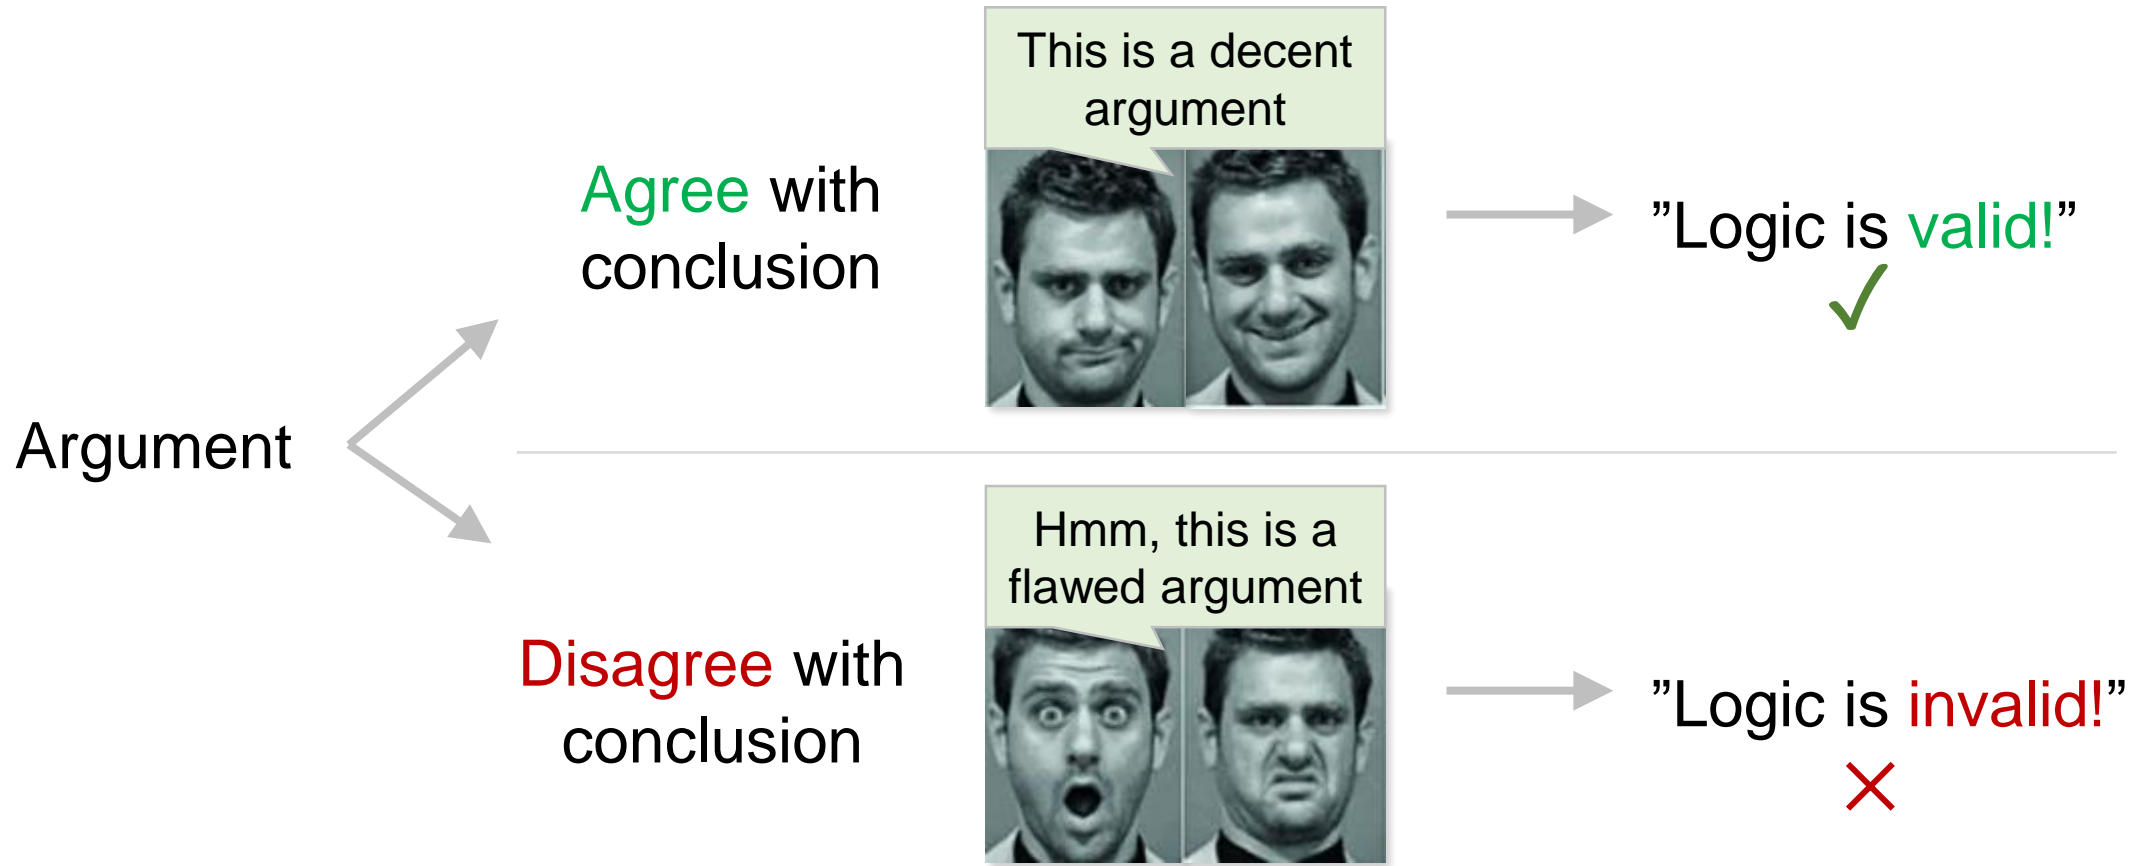 This is a decent
argument
Agree with
conclusion
”Logic is valid!”
Argument
Hmm, this is a
flawed argument
Disagree with
conclusion
”Logic is invalid!”